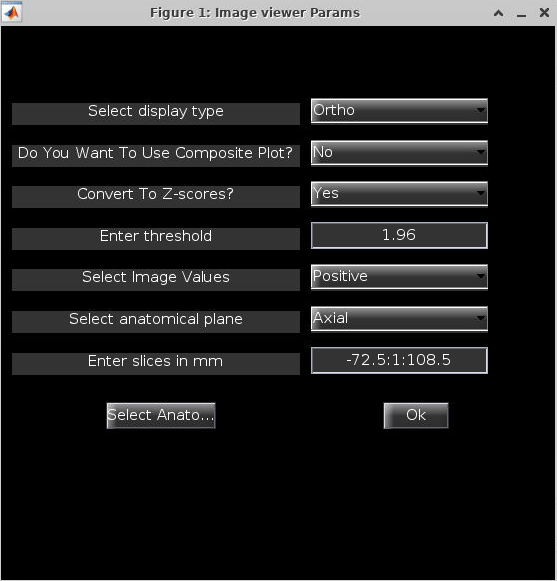 Figure 1: Image viewer Params
Select display type Ortho
Do You Want To Use Composite Plot? No
Convert To Z-scores? Yes
Enter threshold 1.96
Select Image Values Positive
Select anatomical plane Axial
Enter slices in mm -72.5:1:108.5
Select Anato... Ok